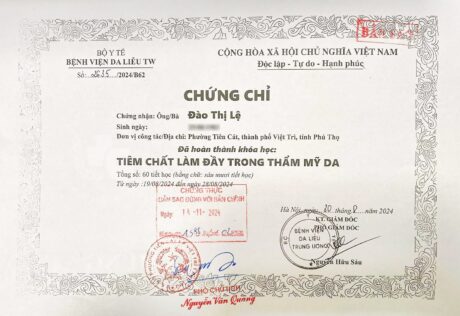 BỘ Y TẾ
BỆNH VIỆN DA LIỄU TW
Số: 2635 /2024/B62
CỘNG HÒA XÃ HỘI CHỦ NGHĨA VIỆT NAM
Độc lập - Tự do - Hạnh phúc
CHỨNG CHỈ
Chứng nhận: Ông/Bà Đào Thị Lệ
Sinh ngày:
Đơn vị công tác/Địa chỉ: Phường Tiên Cát, thành phố Việt Trì, tỉnh Phú Thọ
Đã hoàn thành khóa học:
TIÊM CHẤT LÀM ĐẦY TRONG THẨM MỸ DA
Tổng số: 60 tiết học (bằng chữ: sáu mươi tiết học)
Từ ngày :19/08/2024 đến ngày 28/08/2024
CHỨNG THỰC
BẢN SAO ĐÚNG VỚI BẢN CHÍNH
Ngày 14-11-2024
Hà Nội, ngày 30 tháng 8 năm 2024
KT. GIÁM ĐỐC
PHÓ GIÁM ĐỐC
BỆNH VIỆN
DA LIỄU
TRUNG ƯƠNG
Nguyễn Hữu Sáu
PHÓ CHỦ TỊCH
Nguyễn Văn Quảng